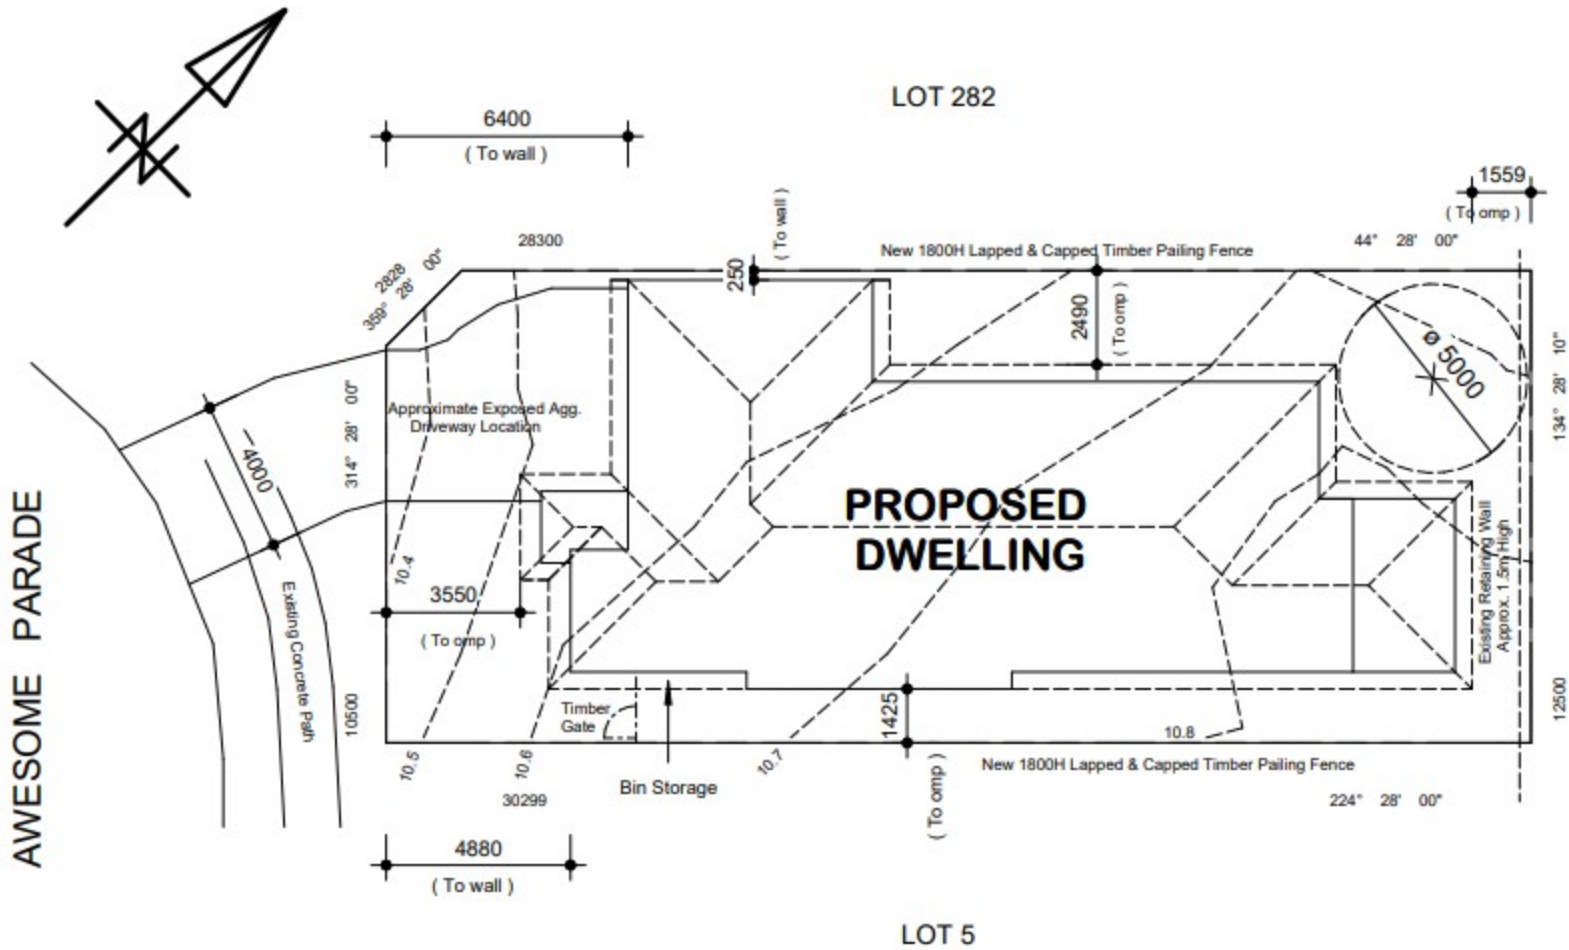 LOT 282
6400
( To wall )
1559
( To omp )
( To wall )
250
28300
New 1800H Lapped & Capped Timber Pailing Fence
44° 28' 00"
2828
359° 28' 00"
2490
( To omp )
ø 5000
134° 28' 10"
314° 28' 00"
Approximate Exposed Agg.
Driveway Location
4000
PROPOSED
DWELLING
Existing Retaining Wall
Approx. 1.5m High
10.4
3550
( To omp )
Existing Concrete Path
AWESOME PARADE
10500
12500
Timber
Gate
1425
( To omp )
10.8
10.5
10.6
10.7
Bin Storage
New 1800H Lapped & Capped Timber Pailing Fence
30299
224° 28' 00"
4880
( To wall )
LOT 5
N